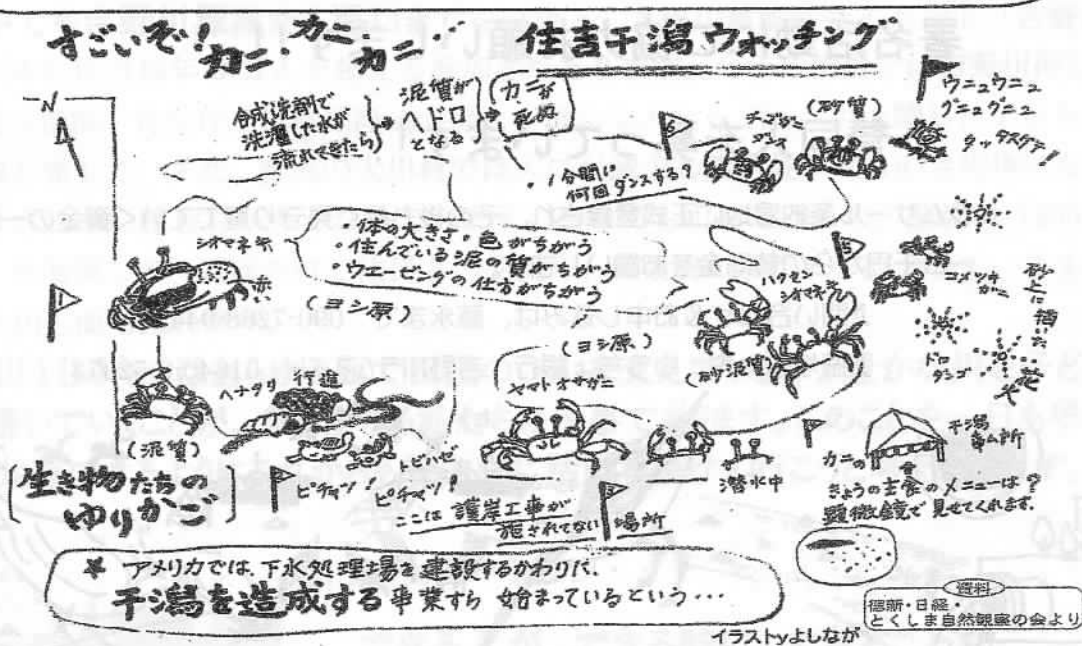 すごいぞ!カニ・カニ・カニ!
住吉干潟ウォッチング
N
合成洗剤で
洗濯した水が
流れてきたら
泥質が
ヘドロ
となる
カニが
死ぬ
6
チゴガニ
ダンス
(砂質)
・1分間に
何回ダンスする?
ウニュウニュ
グニュグニュ
シオマネキ
・体の大きさ・色がちがう
・住んでいる泥の質がちがう
・ウエービングの仕方がちがう
赤い
1
(ヨシ原)
5
ハクセン
シオマネキ
コメツキ
ガニ
砂上に描いた
花
ドロ
ダンゴ
(ヨシ原)
(砂泥質)
ヤマトオサガニ
ヘナタリ 行進
(泥質)
トビハゼ
ピチャッ!
ピチャッ!
潜水中
干潟
カニの
食
きょうの主食のメニューは?
顕微鏡で見せてくれます。
生き物たちの
ゆりかご
ここは護岸工事が
施されてない場所
* アメリカでは、下水処理場を建設するかわりに、
干潟を造成する事業すら始まっているという…
イラストyよしなが
資料
徳新・日経
とくしま自然観察の会より